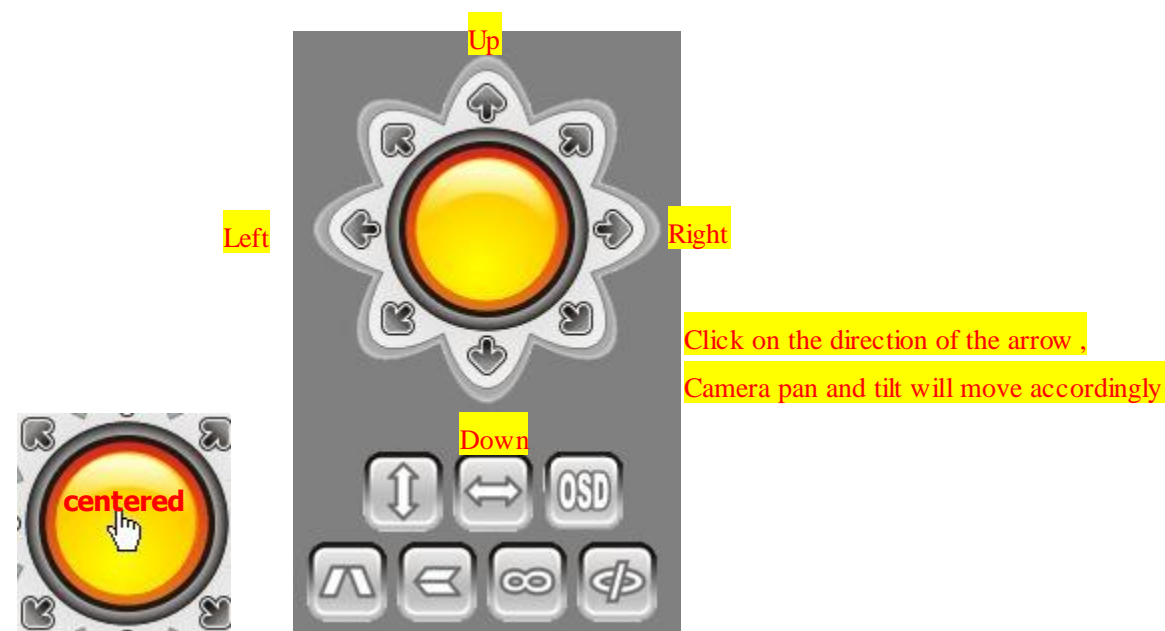 Up
Left
Right
Click on the direction of the arrow ,
Camera pan and tilt will move accordingly
Down
centered
OSD